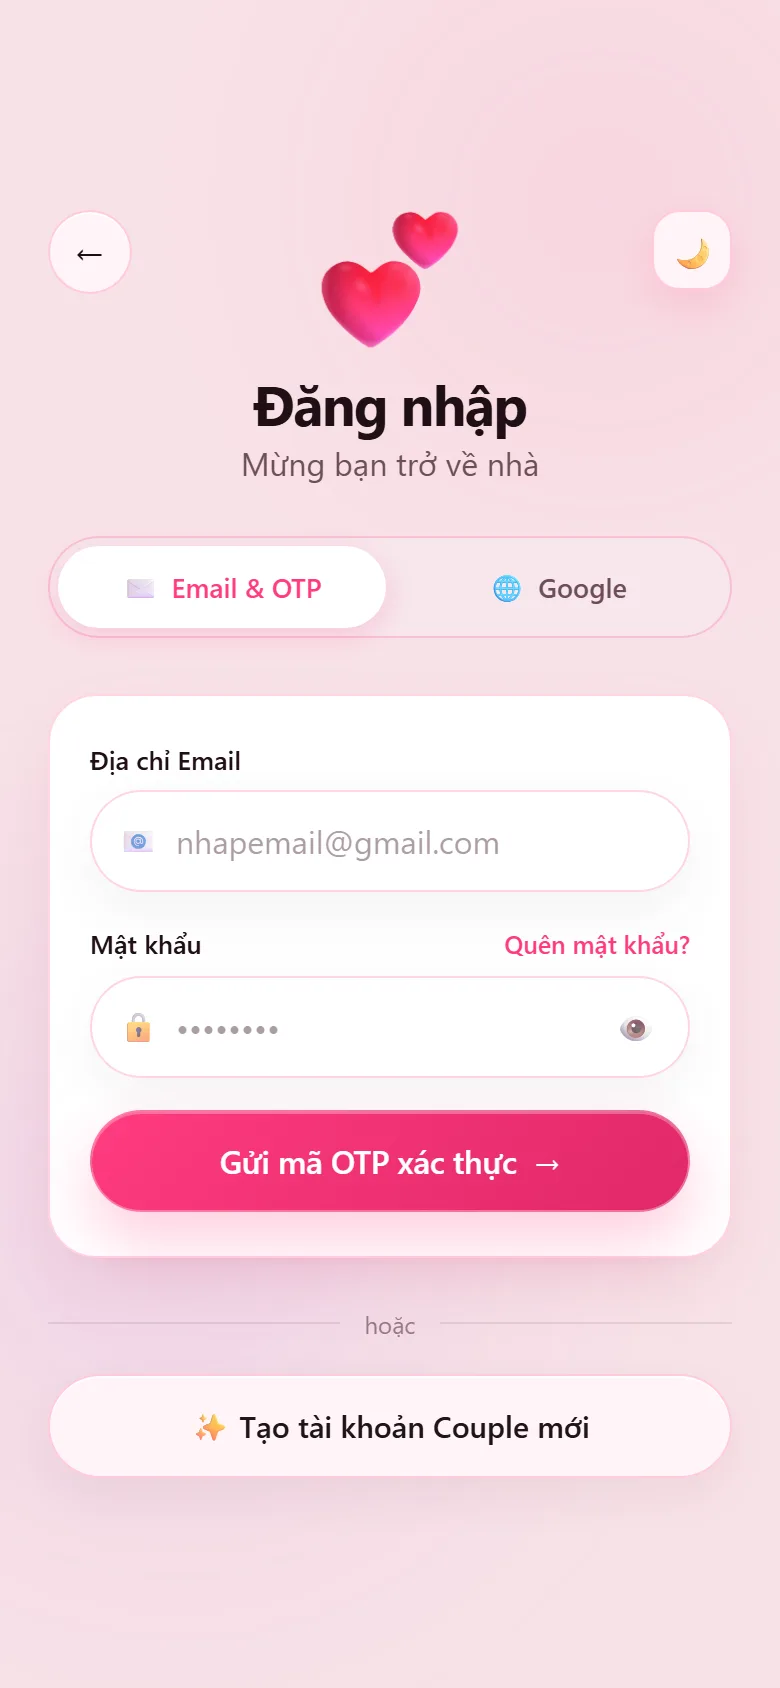 ←
Đăng nhập
Mừng bạn trở về nhà
Email & OTP
Google
Địa chỉ Email
nhapemail@gmail.com
Mật khẩu
Quên mật khẩu?
••••••••
Gửi mã OTP xác thực →
hoặc
Tạo tài khoản Couple mới